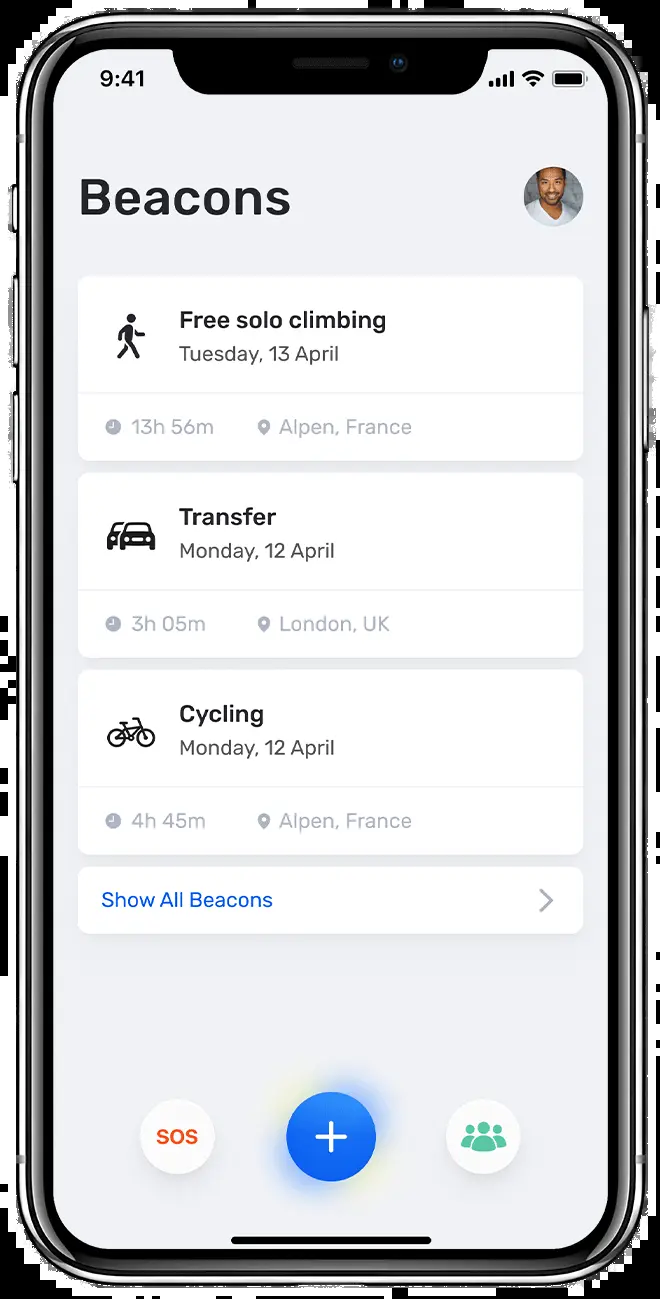 9:41
Beacons
Free solo climbing
Tuesday, 13 April
13h 56m Alpen, France
Transfer
Monday, 12 April
3h 05m London, UK
Cycling
Monday, 12 April
4h 45m Alpen, France
Show All Beacons
SOS